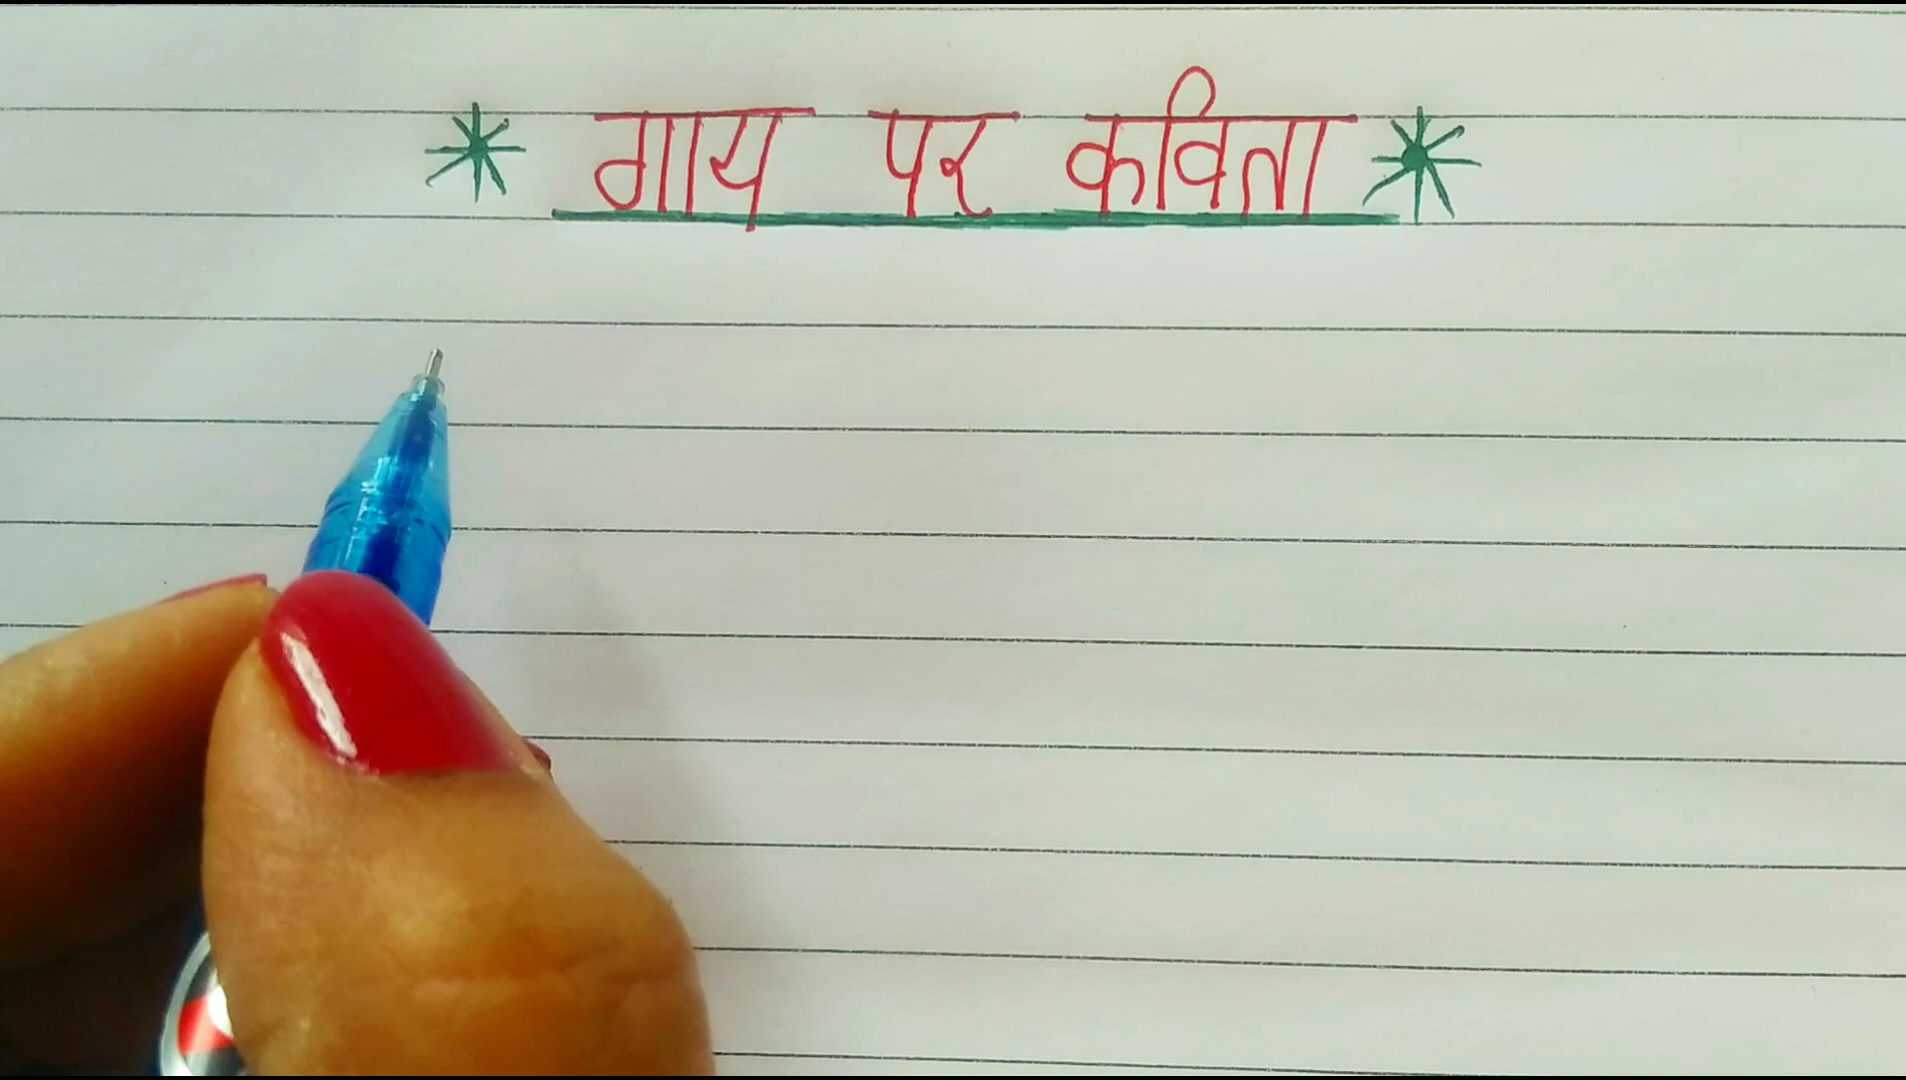 * गाय पर कविता *